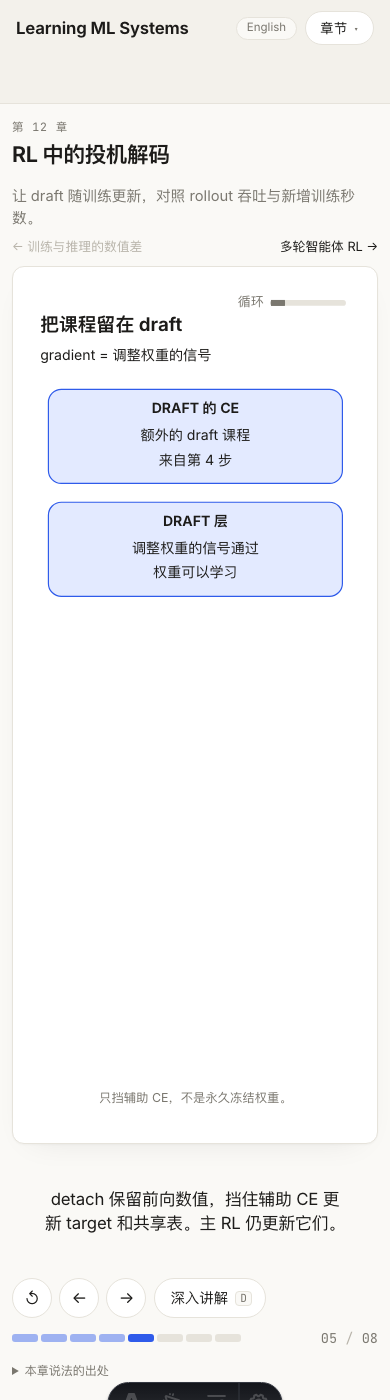 Learning ML Systems
English
章节
第 12 章
RL 中的投机解码
让 draft 随训练更新，对照 rollout 吞吐与新增训练秒
数。
← 训练与推理的数值差
多轮智能体 RL →
循环
把课程留在 draft
gradient = 调整权重的信号
DRAFT 的 CE
额外的 draft 课程
来自第 4 步
DRAFT 层
调整权重的信号通过
权重可以学习
只挡辅助 CE，不是永久冻结权重。
detach 保留前向数值，挡住辅助 CE 更
新 target 和共享表。主 RL 仍更新它们。
深入讲解 D
05 / 08
本章说法的出处